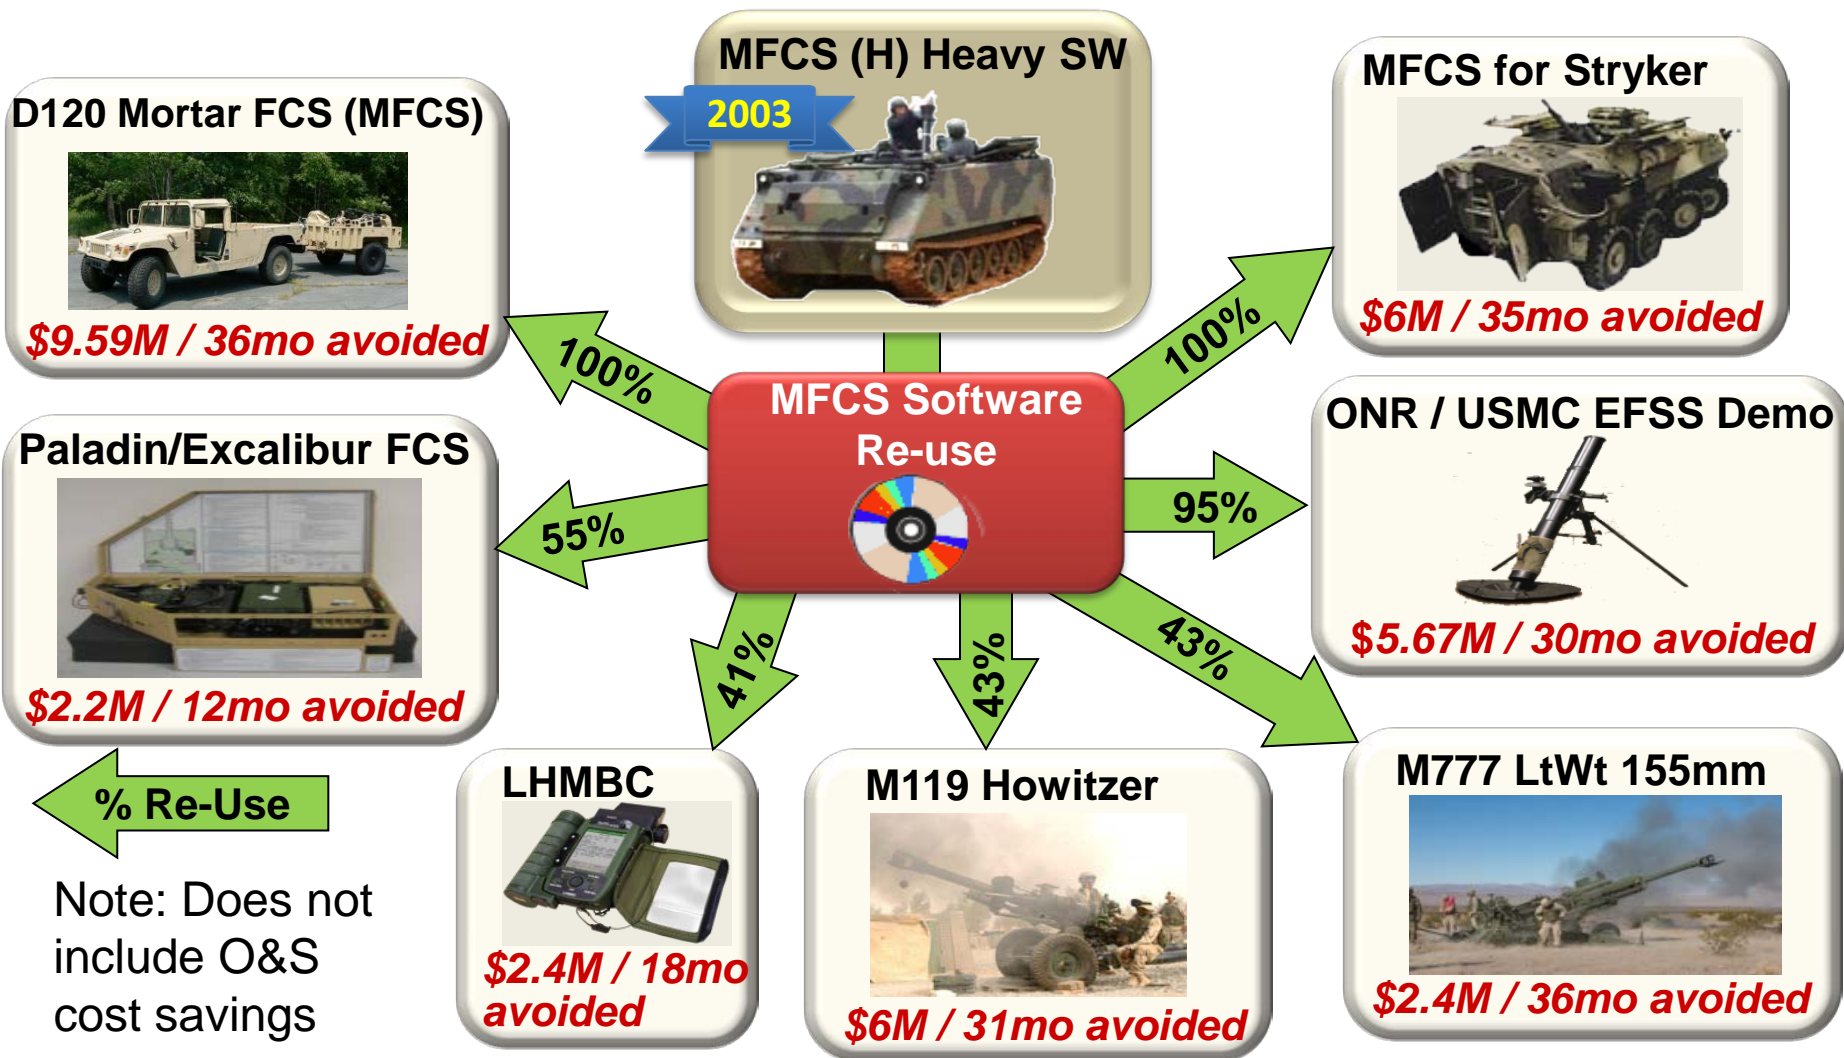 MFCS (H) Heavy SW
2003
D120 Mortar FCS (MFCS)
$9.59M / 36mo avoided
MFCS for Stryker
$6M / 35mo avoided
100%
100%
MFCS Software
Re-use
Paladin/Excalibur FCS
$2.2M / 12mo avoided
55%
95%
ONR / USMC EFSS Demo
$5.67M / 30mo avoided
41%
43%
43%
% Re-Use
Note: Does not
include O&S
cost savings
LHMBC
$2.4M / 18mo
avoided
M119 Howitzer
$6M / 31mo avoided
M777 LtWt 155mm
$2.4M / 36mo avoided